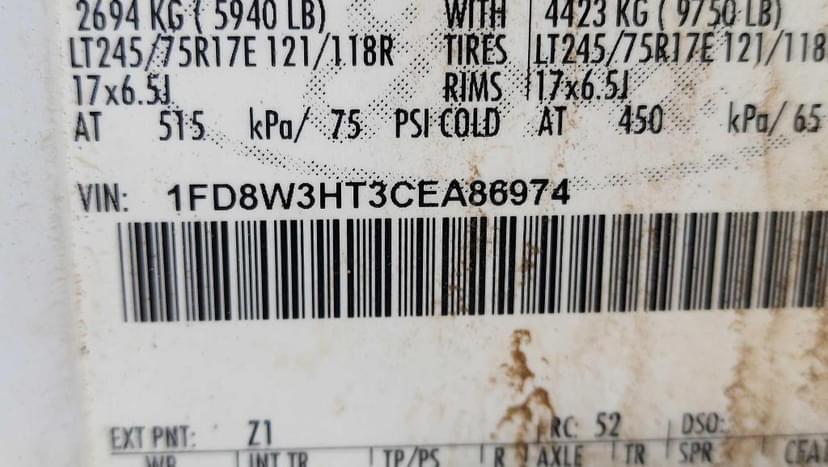 2694 KG ( 5940 LB) WITH 4423 KG ( 9750 LB)
LT245/75R17E 121/118R TIRES LT245/75R17E 121/118
17x6.5J RIMS 17x6.5J
AT 515 kPa/ 75 PSI COLD AT 450 kPa/ 65
VIN: 1FD8W3HT3CEA86974
EXT PNT: Z1 RC: 52 DSO:
WB INT TR TP/PS R AXLE TR SPR